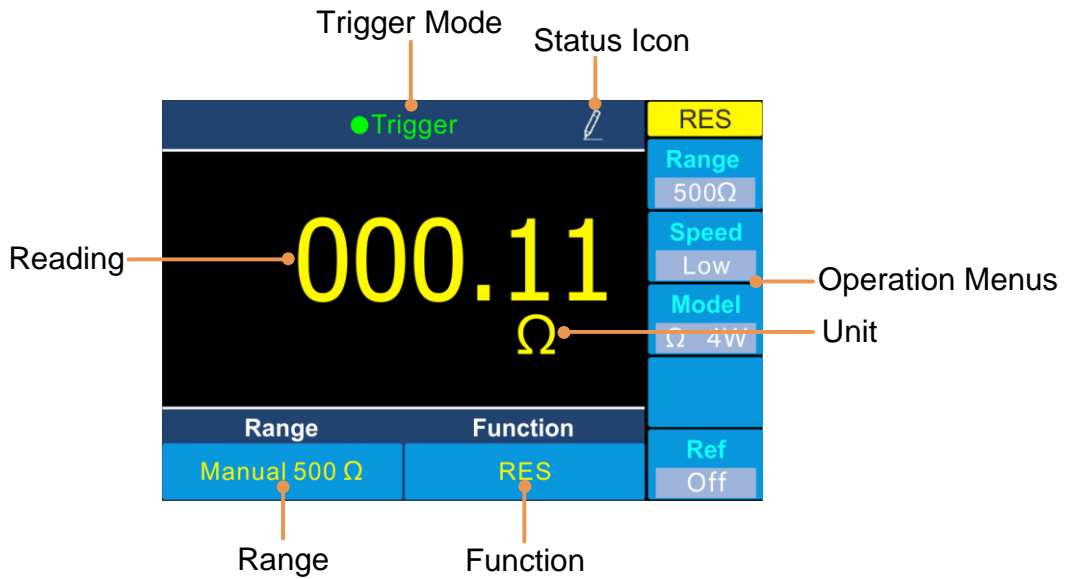 Trigger Mode
Status Icon
Trigger
RES
Range
500Ω
Speed
Low
Model
Ω 4W
Ref
Off
Reading
000.11
Ω
Operation Menus
Unit
Range
Function
Manual 500 Ω
RES
Range
Function